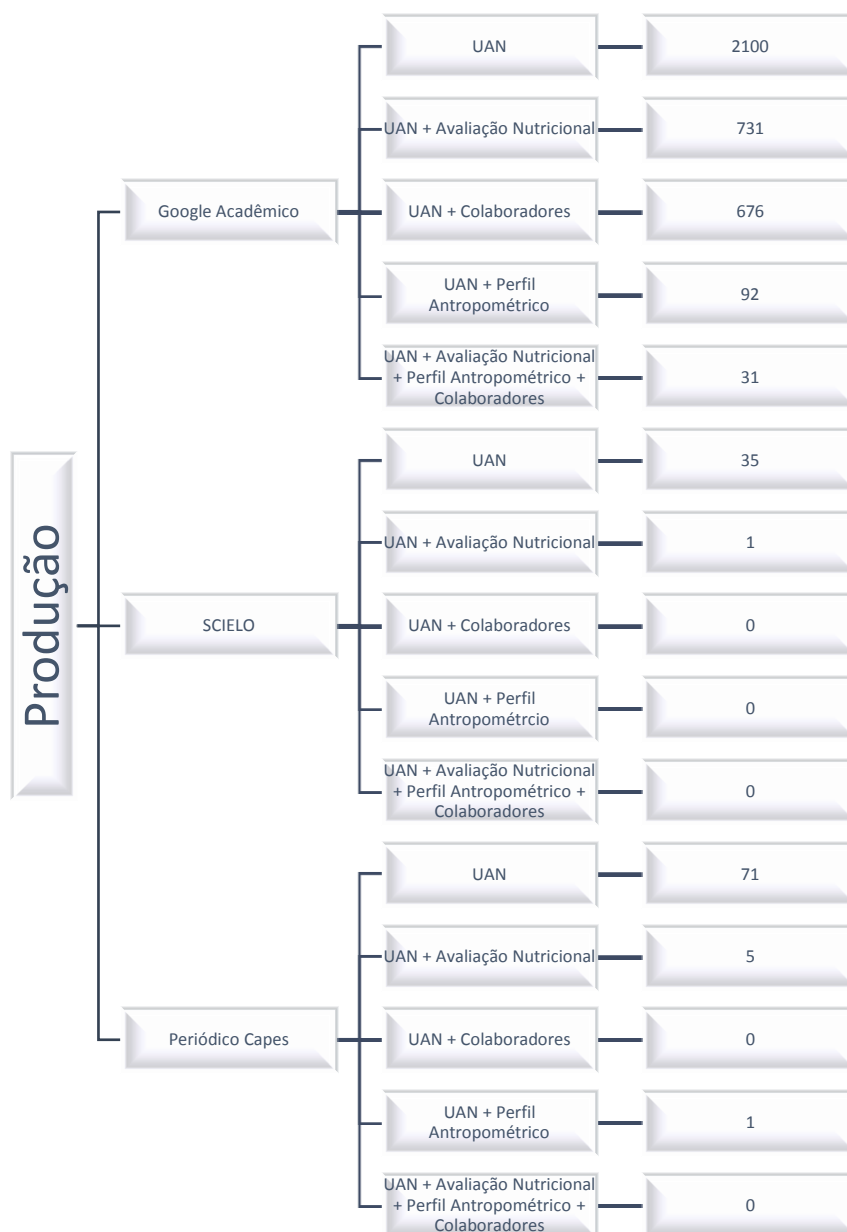 Produção
Google Acadêmico
UAN
2100
UAN + Avaliação Nutricional
731
UAN + Colaboradores
676
UAN + Perfil
Antropométrico
92
UAN + Avaliação Nutricional
+ Perfil Antropométrico +
Colaboradores
31
SCIELO
UAN
35
UAN + Avaliação Nutricional
1
UAN + Colaboradores
0
UAN + Perfil
Antropométrcio
0
UAN + Avaliação Nutricional
+ Perfil Antropométrico +
Colaboradores
0
Periódico Capes
UAN
71
UAN + Avaliação Nutricional
5
UAN + Colaboradores
0
UAN + Perfil
Antropométrico
1
UAN + Avaliação Nutricional
+ Perfil Antropométrico +
Colaboradores
0